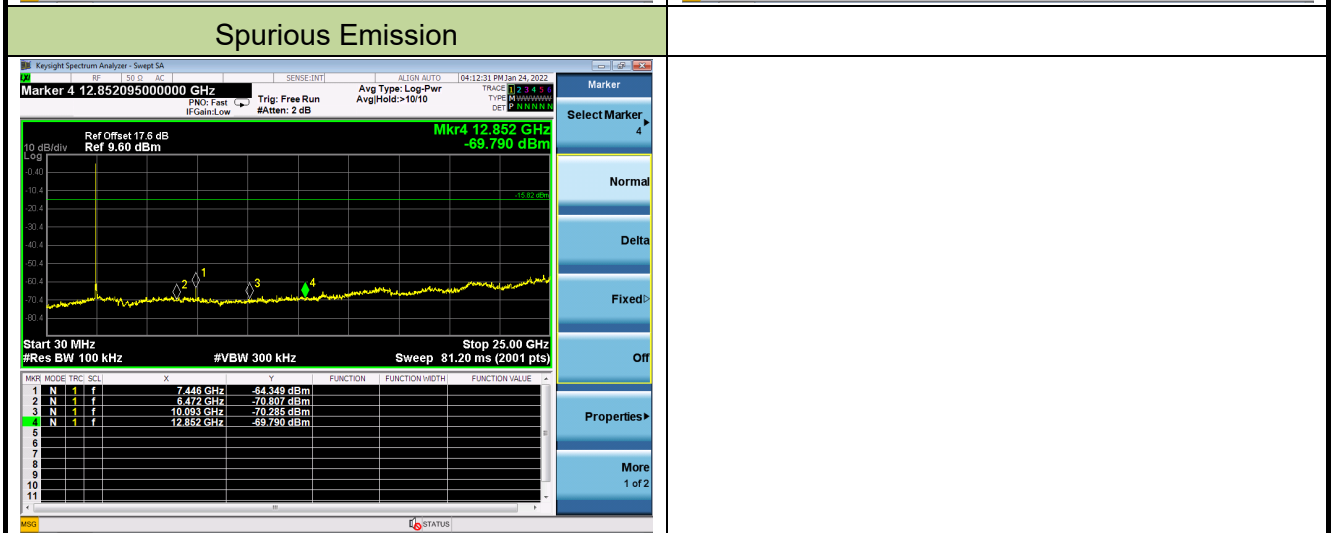 Spurious Emission
Keysight Spectrum Analyzer - Swept SA
RF 50 Ω AC SENSE:INT ALIGN AUTO 04:12:31 PM Jan 24, 2022
Marker 4 12.852095000000 GHz
PNO: Fast
IFGain:Low
Trig: Free Run
#Atten: 2 dB
Avg Type: Log-Pwr
Avg|Hold:>10/10
TRACE 1 2 3 4 5 6
TYPE M WWWWW
DET P N N N N N
Ref Offset 17.6 dB
Ref 9.60 dBm
10 dB/div
Log
Mkr4 12.852 GHz
-69.790 dBm
-0.40
-10.4
-15.82 dBm
-20.4
-30.4
-40.4
-50.4
-60.4
-70.4
-80.4
1
2
3
4
Start 30 MHz
Stop 25.00 GHz
#Res BW 100 kHz
#VBW 300 kHz
Sweep 81.20 ms (2001 pts)
MKR MODE TRC SCL X Y FUNCTION FUNCTION WIDTH FUNCTION VALUE
1 N 1 f 7.446 GHz -64.349 dBm
2 N 1 f 6.472 GHz -70.807 dBm
3 N 1 f 10.093 GHz -70.285 dBm
4 N 1 f 12.852 GHz -69.790 dBm
5
6
7
8
9
10
11
MSG
STATUS
Marker
Select Marker
4
Normal
Delta
Fixed
Off
Properties
More
1 of 2